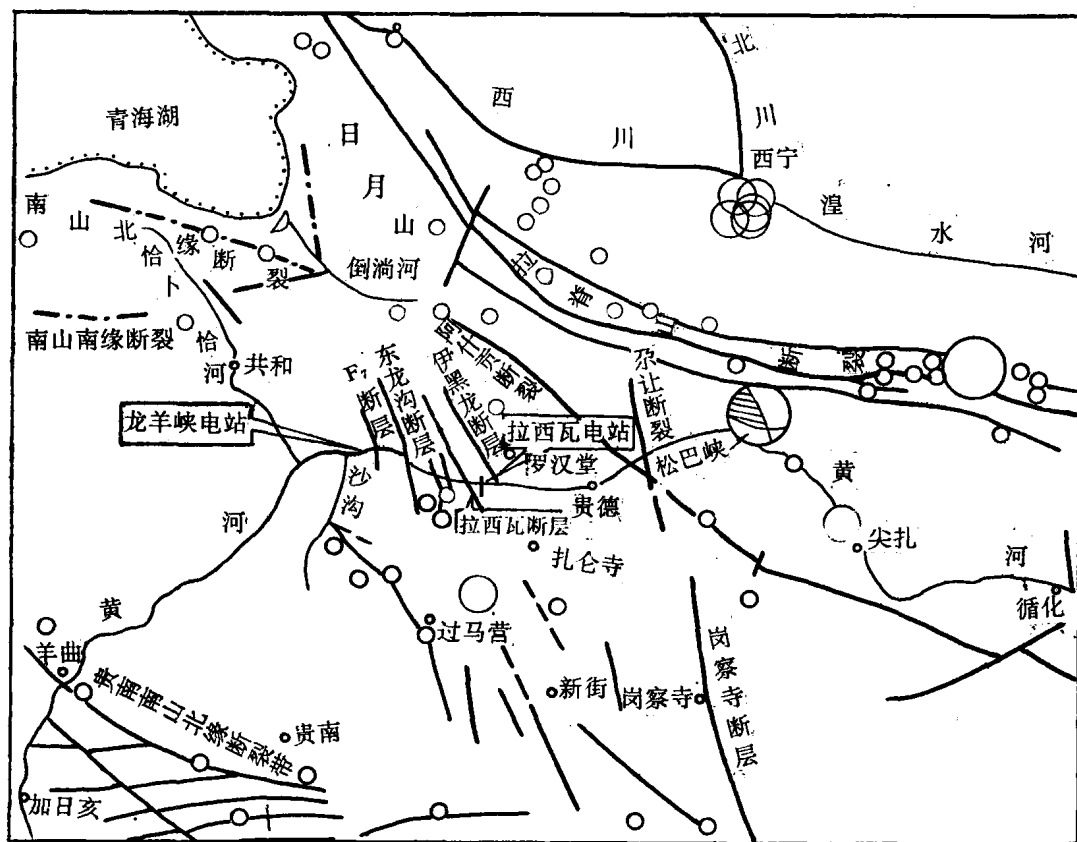 青海湖
日月山
西川
北川
西宁
湟水河
南山北缘断裂
恰卜恰河
倒淌河
拉脊山断裂
南山南缘断裂
共和
F₇断层
东龙沟断层
伊黑龙断层
阿什贡断裂
尕让断裂
龙羊峡电站
拉西瓦电站
罗汉堂
松巴峡
贵德
拉西瓦断层
扎仑寺
尖扎
循化
黄河
黄河
沙沟
过马营
新街
岗察寺
岗察寺断层
羊曲
贵南南山北缘断裂带
贵南
加日亥